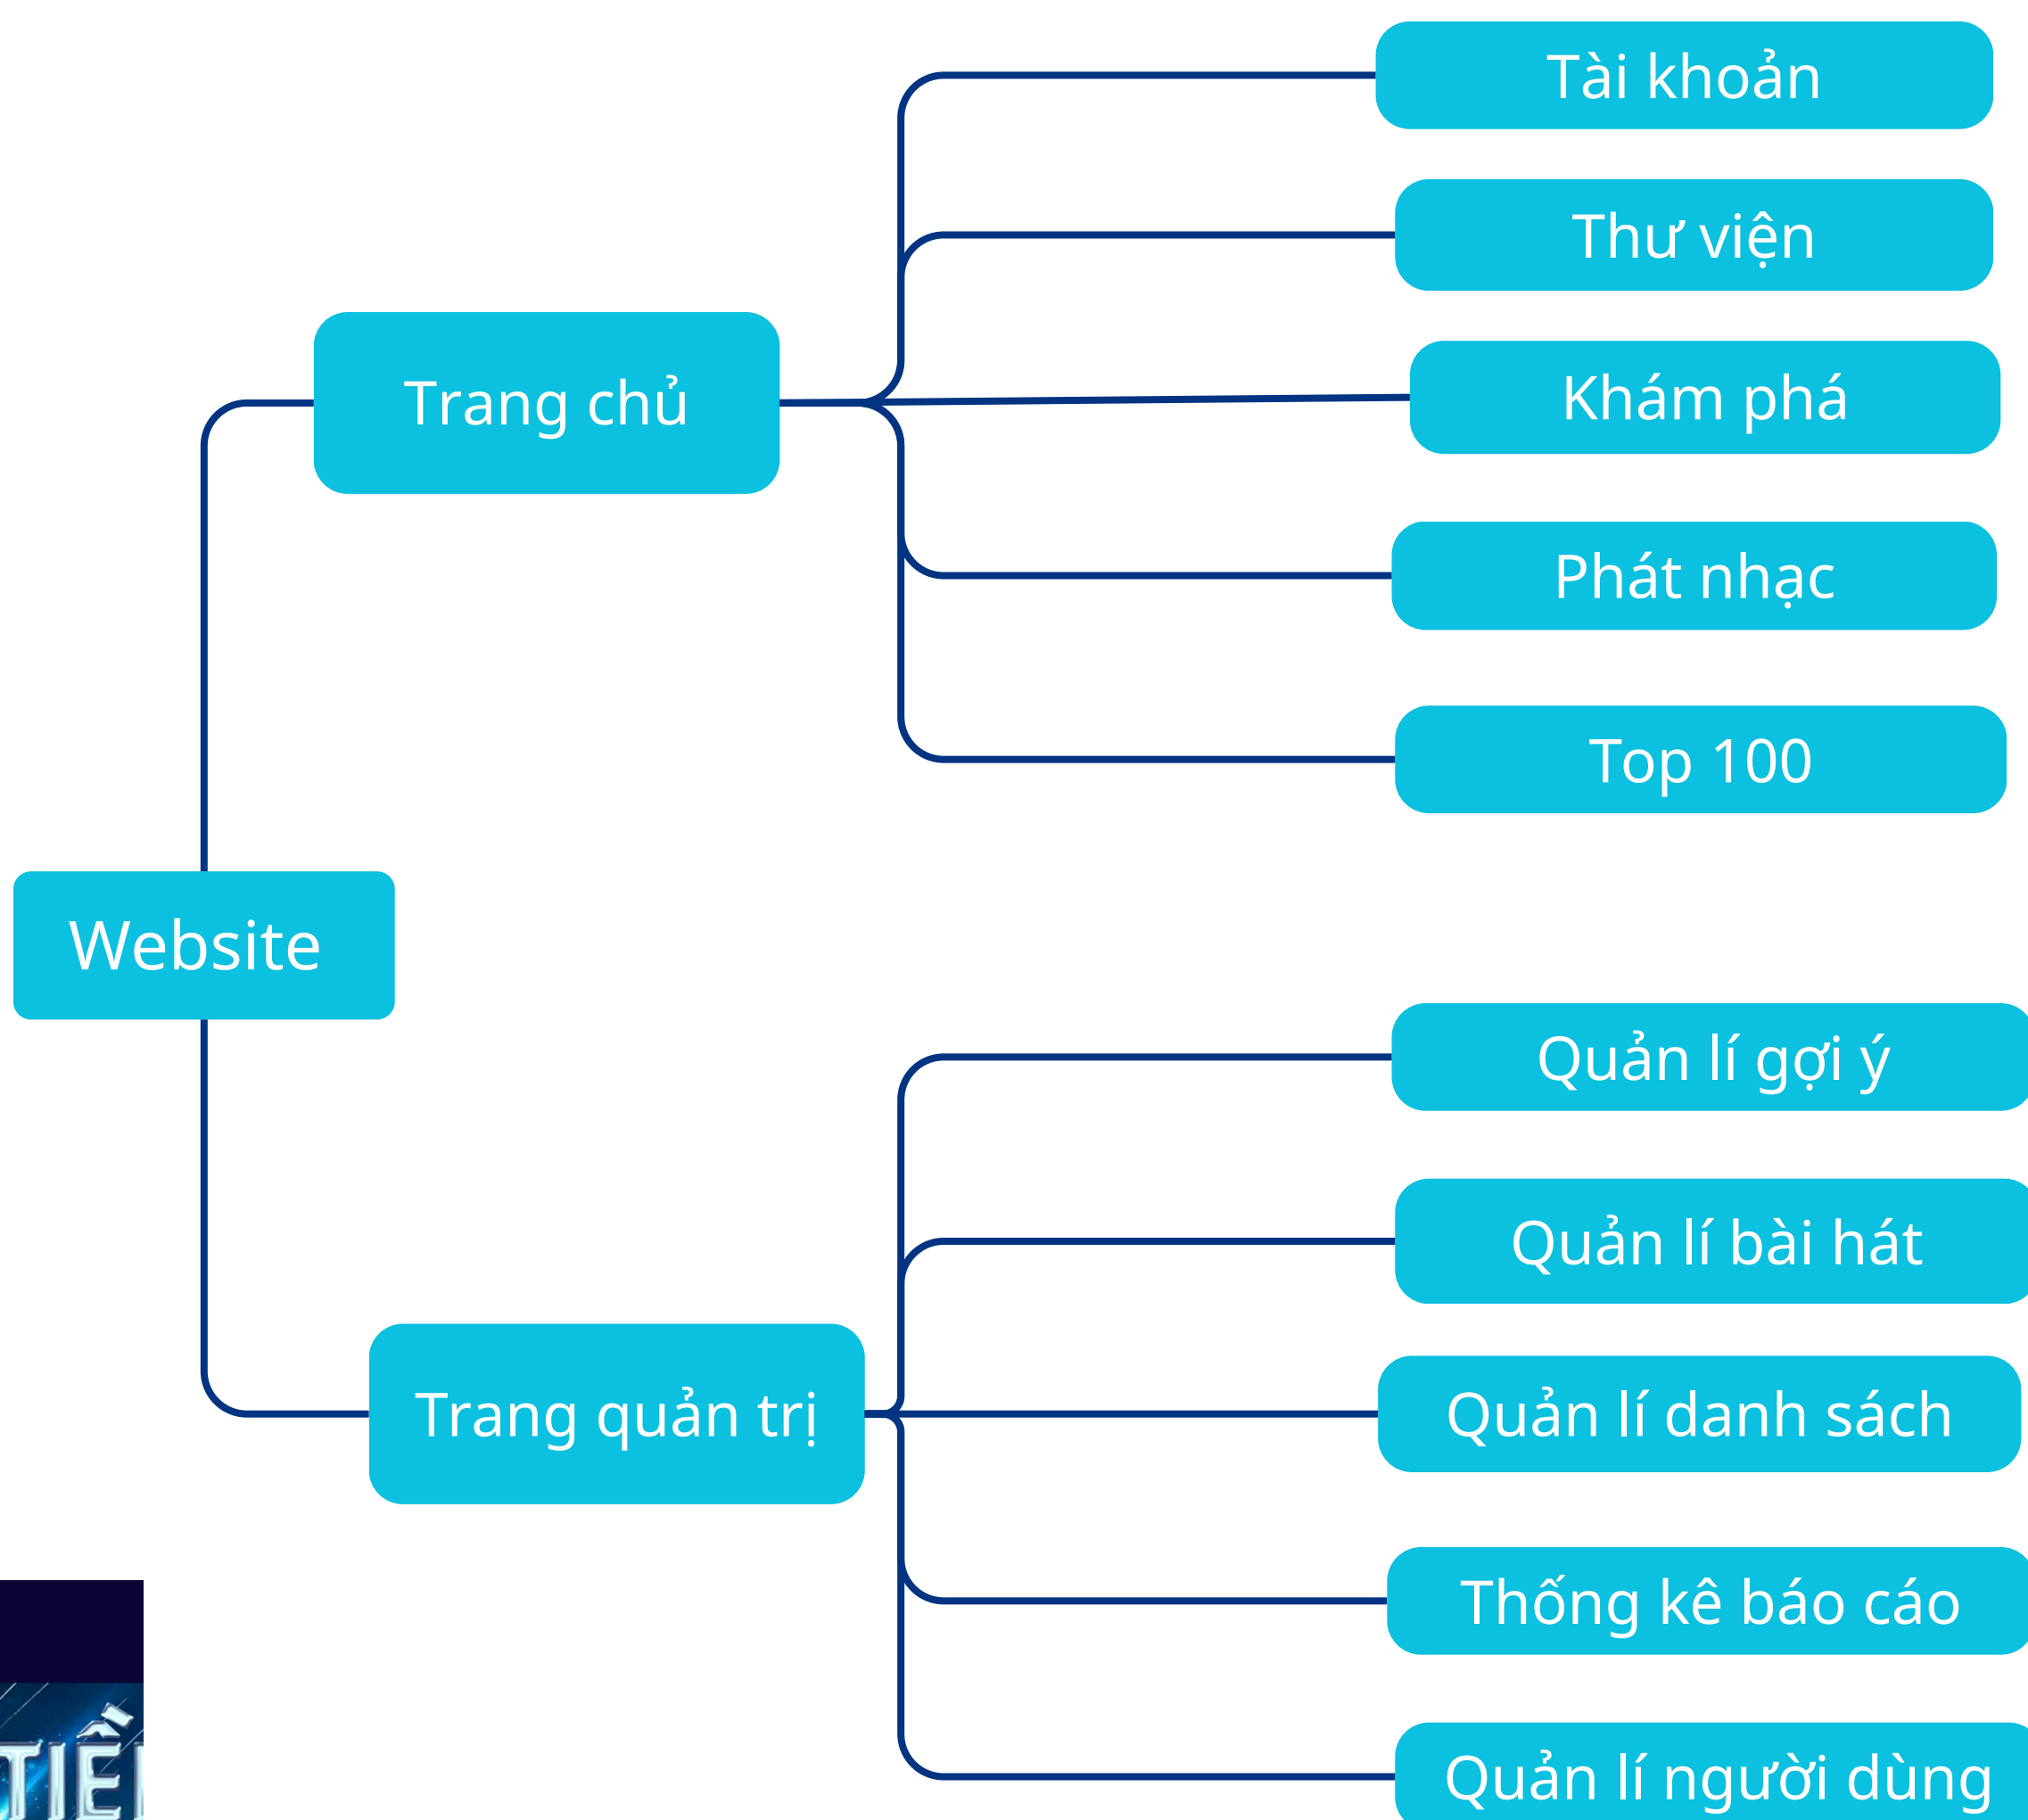 Tài khoản
Thư viện
Trang chủ
Khám phá
Phát nhạc
Top 100
Website
Quản lí gợi ý
Quản lí bài hát
Trang quản trị
Quản lí danh sách
Thống kê báo cáo
Quản lí người dùng